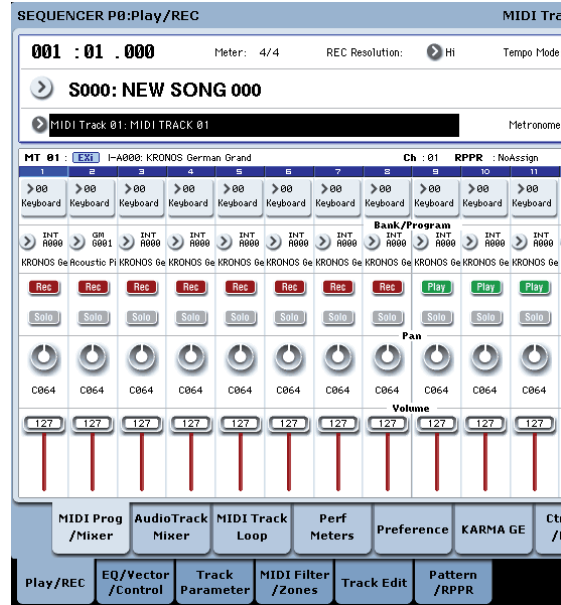 SEQUENCER P0:Play/REC MIDI Tra
001 :01 .000 Meter: 4/4 REC Resolution: Hi Tempo Mode
S000: NEW SONG 000
MIDI Track 01: MIDI TRACK 01 Metronome
MT 01 : EXi I-A000: KRONOS German Grand Ch :01 RPPR : NoAssign
1 2 3 4 5 6 7 8 9 10 11
>00 >00 >00 >00 >00 >00 >00 >00 >00 >00 >00
Keyboard Keyboard Keyboard Keyboard Keyboard Keyboard Keyboard Keyboard Keyboard Keyboard Keyboard
Bank/Program
INT GM INT INT INT INT INT INT INT INT INT
A000 G001 A000 A000 A000 A000 A000 A000 A000 A000 A000
KRONOS Ge Acoustic Pi KRONOS Ge KRONOS Ge KRONOS Ge KRONOS Ge KRONOS Ge KRONOS Ge KRONOS Ge KRONOS Ge KRONOS Ge
Rec Rec Rec Rec Rec Rec Rec Rec Play Play Play
Solo Solo Solo Solo Solo Solo Solo Solo Solo Solo Solo
Pan
C064 C064 C064 C064 C064 C064 C064 C064 C064 C064 C064
Volume
127 127 127 127 127 127 127 127 127 127 127
MIDI Prog AudioTrack MIDI Track Perf Preference KARMA GE Ct
/Mixer Mixer Loop Meters /
Play/REC EQ/Vector Track MIDI Filter Track Edit Pattern
/Control Parameter /Zones /RPPR